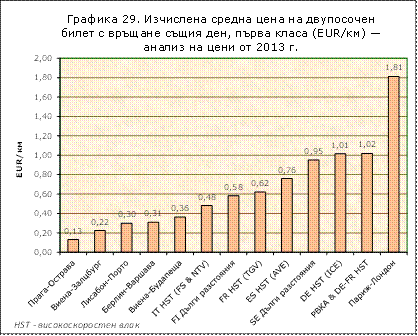 Графика 29. Изчислена средна цена на двупосочен
билет с връщане същия ден, първа класа (EUR/км) —
анализ на цени от 2013 г.
EUR/км
2,00
1,80
1,60
1,40
1,20
1,00
0,80
0,60
0,40
0,20
0,00
0,13
0,22
0,30
0,31
0,36
0,48
0,58
0,62
0,76
0,95
1,01
1,02
1,81
Прага-Острава
Виена-Залцбург
Лисабон-Порто
Берлин-Варшава
Виена-Будапеща
IT HST (FS & NTV)
FI Дълги разстояния
FR HST (TGV)
ES HST (AVE)
SE Дълги разстояния
DE HST (ICE)
PBKA & DE-FR HST
Париж-Лондон
HST - високоскоростен влак